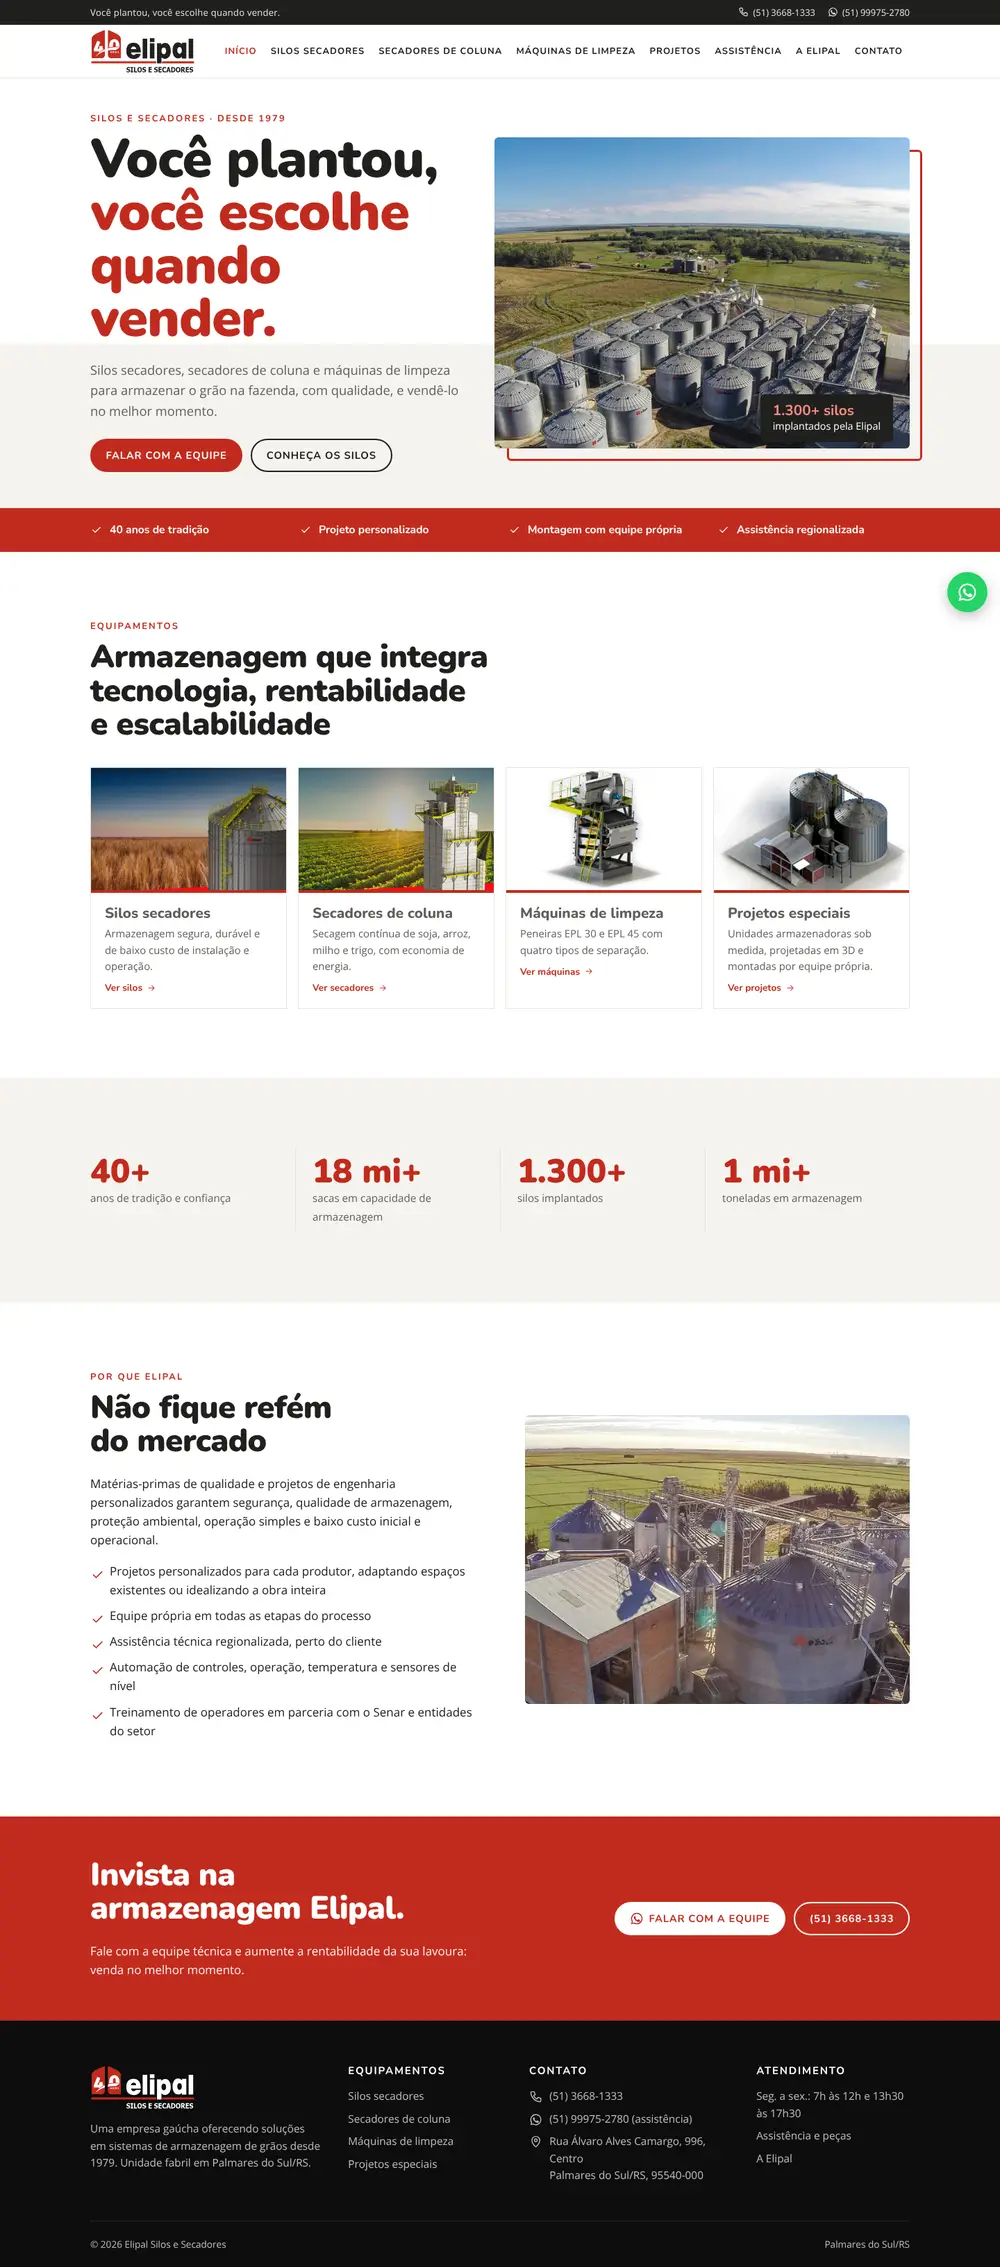 Você plantou, você escolhe quando vender.
(51) 3668-1333
(51) 99975-2780
40 elipal
SILOS E SECADORES
INÍCIO
SILOS SECADORES
SECADORES DE COLUNA
MÁQUINAS DE LIMPEZA
PROJETOS
ASSISTÊNCIA
A ELIPAL
CONTATO
SILOS E SECADORES · DESDE 1979
Você plantou,
você escolhe
quando
vender.
Silos secadores, secadores de coluna e máquinas de limpeza
para armazenar o grão na fazenda, com qualidade, e vendê-lo
no melhor momento.
FALAR COM A EQUIPE
CONHEÇA OS SILOS
1.300+ silos
implantados pela Elipal
40 anos de tradição
Projeto personalizado
Montagem com equipe própria
Assistência regionalizada
EQUIPAMENTOS
Armazenagem que integra
tecnologia, rentabilidade
e escalabilidade
Silos secadores
Armazenagem segura, durável e
de baixo custo de instalação e
operação.
Ver silos →
Secadores de coluna
Secagem contínua de soja, arroz,
milho e trigo, com economia de
energia.
Ver secadores →
Máquinas de limpeza
Peneiras EPL 30 e EPL 45 com
quatro tipos de separação.
Ver máquinas →
Projetos especiais
Unidades armazenadoras sob
medida, projetadas em 3D e
montadas por equipe própria.
Ver projetos →
40+
anos de tradição e confiança
18 mi+
sacas em capacidade de
armazenagem
1.300+
silos implantados
1 mi+
toneladas em armazenagem
POR QUE ELIPAL
Não fique refém
do mercado
Matérias-primas de qualidade e projetos de engenharia
personalizados garantem segurança, qualidade de armazenagem,
proteção ambiental, operação simples e baixo custo inicial e
operacional.
Projetos personalizados para cada produtor, adaptando espaços
existentes ou idealizando a obra inteira
Equipe própria em todas as etapas do processo
Assistência técnica regionalizada, perto do cliente
Automação de controles, operação, temperatura e sensores de
nível
Treinamento de operadores em parceria com o Senar e entidades
do setor
Invista na
armazenagem Elipal.
Fale com a equipe técnica e aumente a rentabilidade da sua lavoura:
venda no melhor momento.
FALAR COM A EQUIPE
(51) 3668-1333
40 elipal
SILOS E SECADORES
Uma empresa gaúcha oferecendo soluções
em sistemas de armazenagem de grãos desde
1979. Unidade fabril em Palmares do Sul/RS.
EQUIPAMENTOS
Silos secadores
Secadores de coluna
Máquinas de limpeza
Projetos especiais
CONTATO
(51) 3668-1333
(51) 99975-2780 (assistência)
Rua Álvaro Alves Camargo, 996,
Centro
Palmares do Sul/RS, 95540-000
ATENDIMENTO
Seg. a sex.: 7h às 12h e 13h30
às 17h30
Assistência e peças
A Elipal
© 2026 Elipal Silos e Secadores
Palmares do Sul/RS